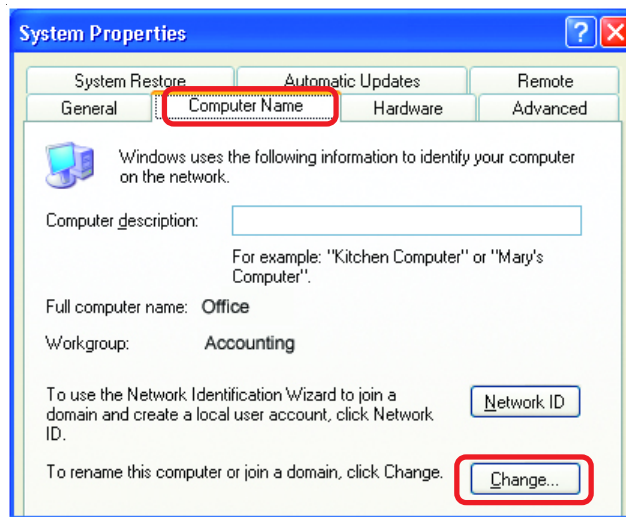 System Properties
System Restore Automatic Updates Remote
General Computer Name Hardware Advanced
Windows uses the following information to identify your computer
on the network.
Computer description:
For example: "Kitchen Computer" or "Mary's
Computer".
Full computer name: Office
Workgroup: Accounting
To use the Network Identification Wizard to join a
domain and create a local user account, click Network
ID.
Network ID
To rename this computer or join a domain, click Change.
Change...